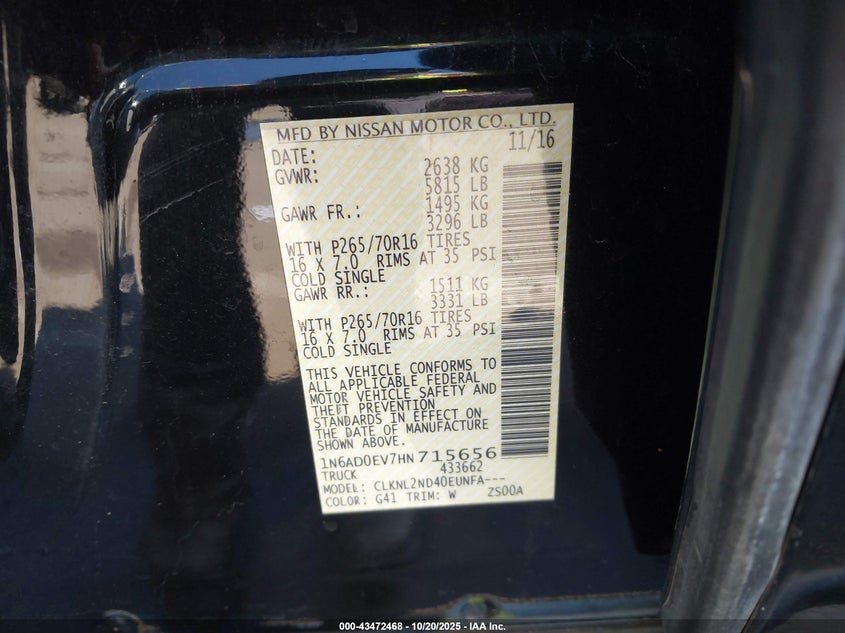 MFD BY NISSAN MOTOR CO., LTD.
DATE: 11/16
GVWR: 2638 KG
5815 LB
GAWR FR.: 1495 KG
3296 LB
WITH P265/70R16 TIRES
16 X 7.0 RIMS AT 35 PSI
COLD SINGLE
GAWR RR.: 1511 KG
3331 LB
WITH P265/70R16 TIRES
16 X 7.0 RIMS AT 35 PSI
COLD SINGLE
THIS VEHICLE CONFORMS TO
ALL APPLICABLE FEDERAL
MOTOR VEHICLE SAFETY AND
THEFT PREVENTION
STANDARDS IN EFFECT ON
THE DATE OF MANUFACTURE
SHOWN ABOVE.
1N6AD0EV7HN715656
TRUCK 433662
MODEL: CLKNL2ND40EUNFA---
COLOR: G41 TRIM: W ZS00A
000-43472468 | 10/20/2025 - IAA Inc.